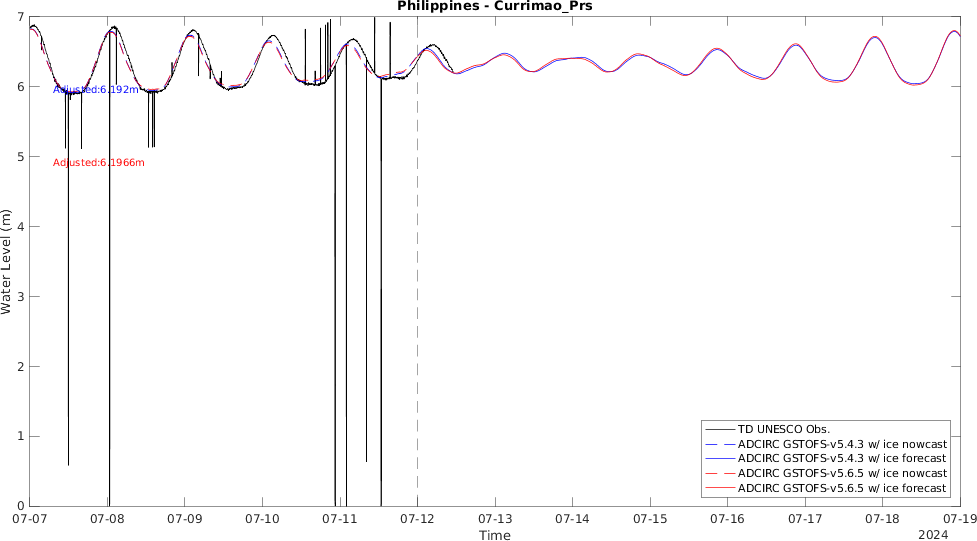 Philippines - Currimao_Prs
7
6
5
4
3
2
1
0
Water Level (m)
Adjusted:6.192m
Adjusted:6.1966m
TD UNESCO Obs.
ADCIRC GSTOFS-v5.4.3 w/ ice nowcast
ADCIRC GSTOFS-v5.4.3 w/ ice forecast
ADCIRC GSTOFS-v5.6.5 w/ ice nowcast
ADCIRC GSTOFS-v5.6.5 w/ ice forecast
07-07 07-08 07-09 07-10 07-11 07-12 07-13 07-14 07-15 07-16 07-17 07-18 07-19
Time
2024